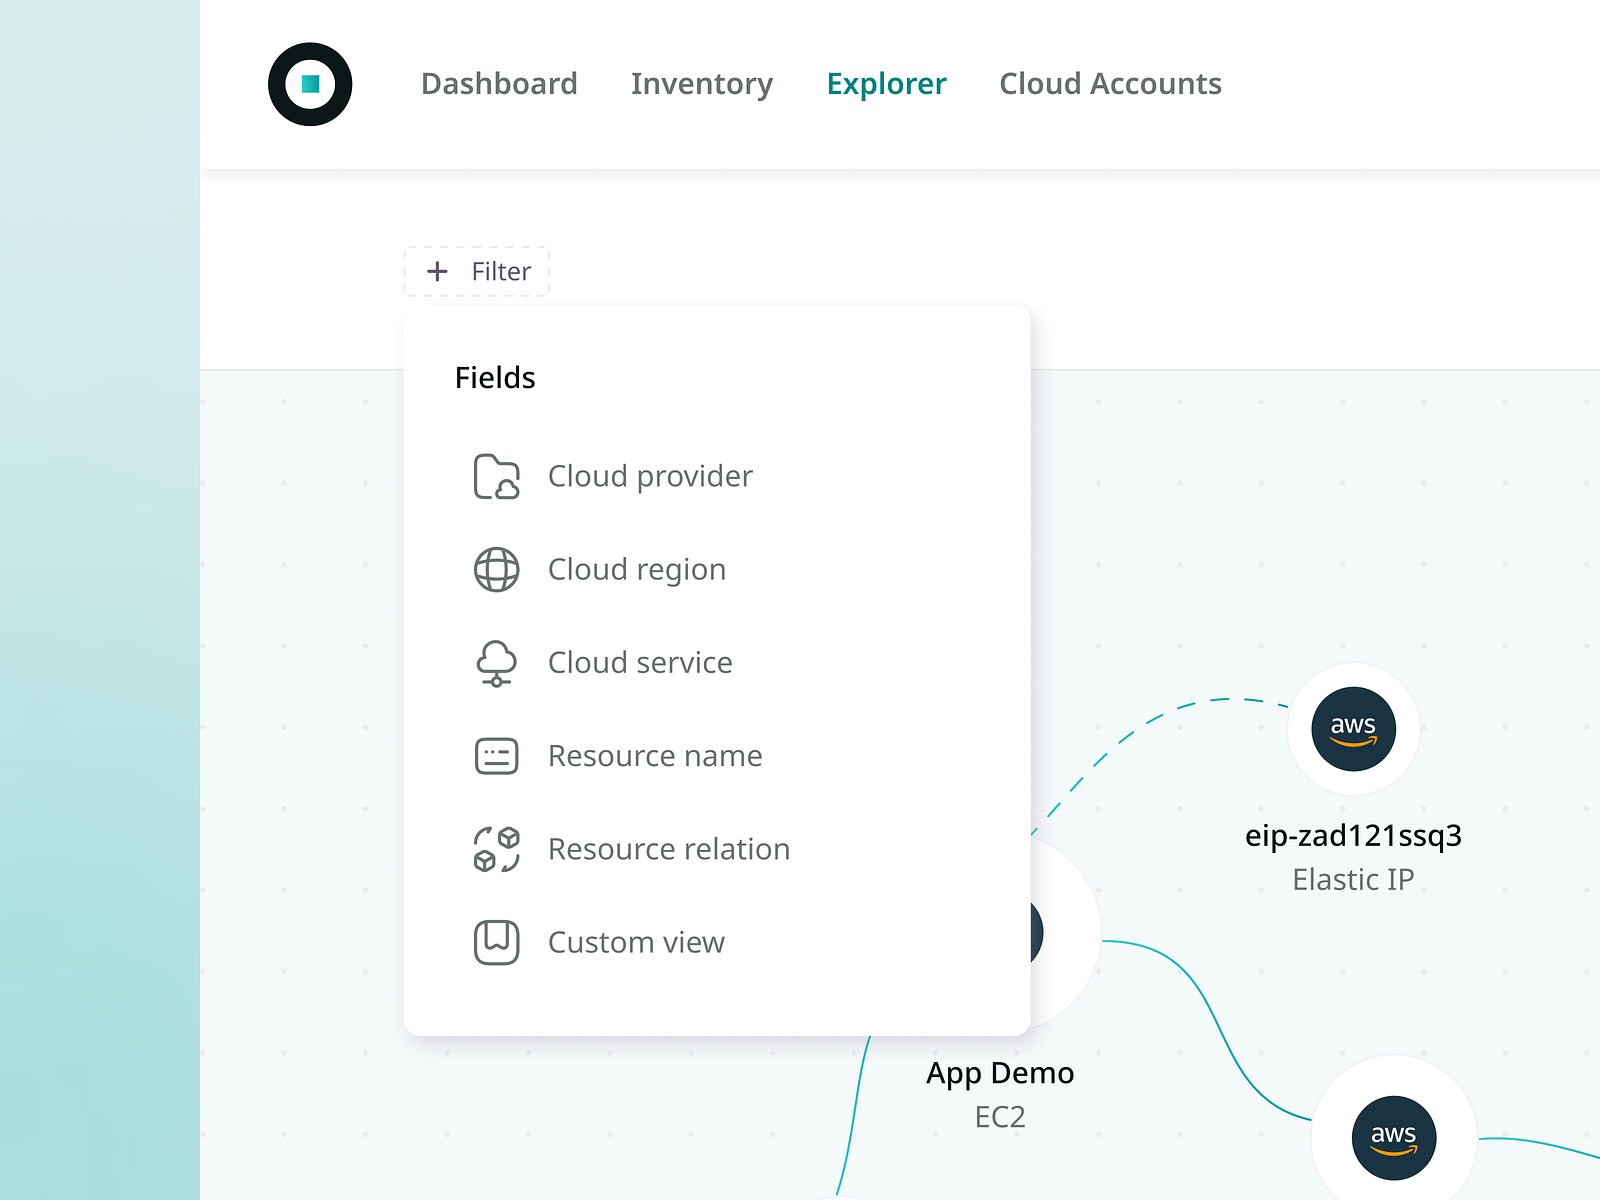 Dashboard Inventory Explorer Cloud Accounts
+ Filter
Fields
Cloud provider
Cloud region
Cloud service
Resource name
Resource relation
Custom view
aws
eip-zad121ssq3
Elastic IP
App Demo
EC2
aws